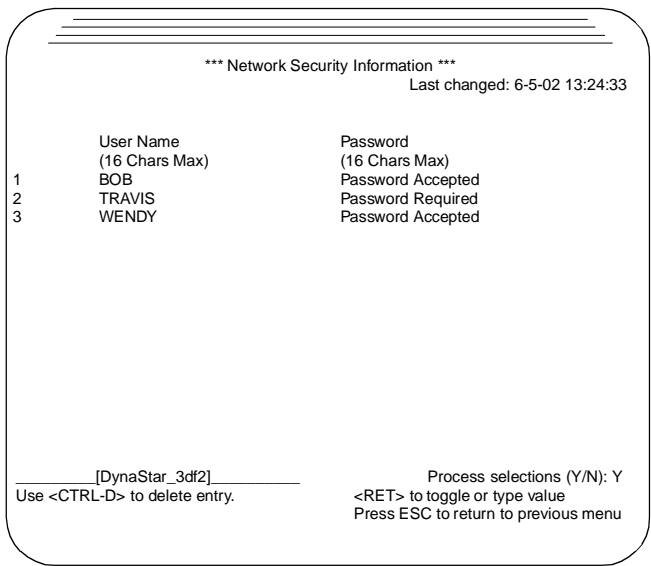 *** Network Security Information ***
Last changed: 6-5-02 13:24:33
User Name Password
(16 Chars Max) (16 Chars Max)
1 BOB Password Accepted
2 TRAVIS Password Required
3 WENDY Password Accepted
_________[DynaStar_3df2]__________ Process selections (Y/N): Y
Use <CTRL-D> to delete entry. <RET> to toggle or type value
Press ESC to return to previous menu